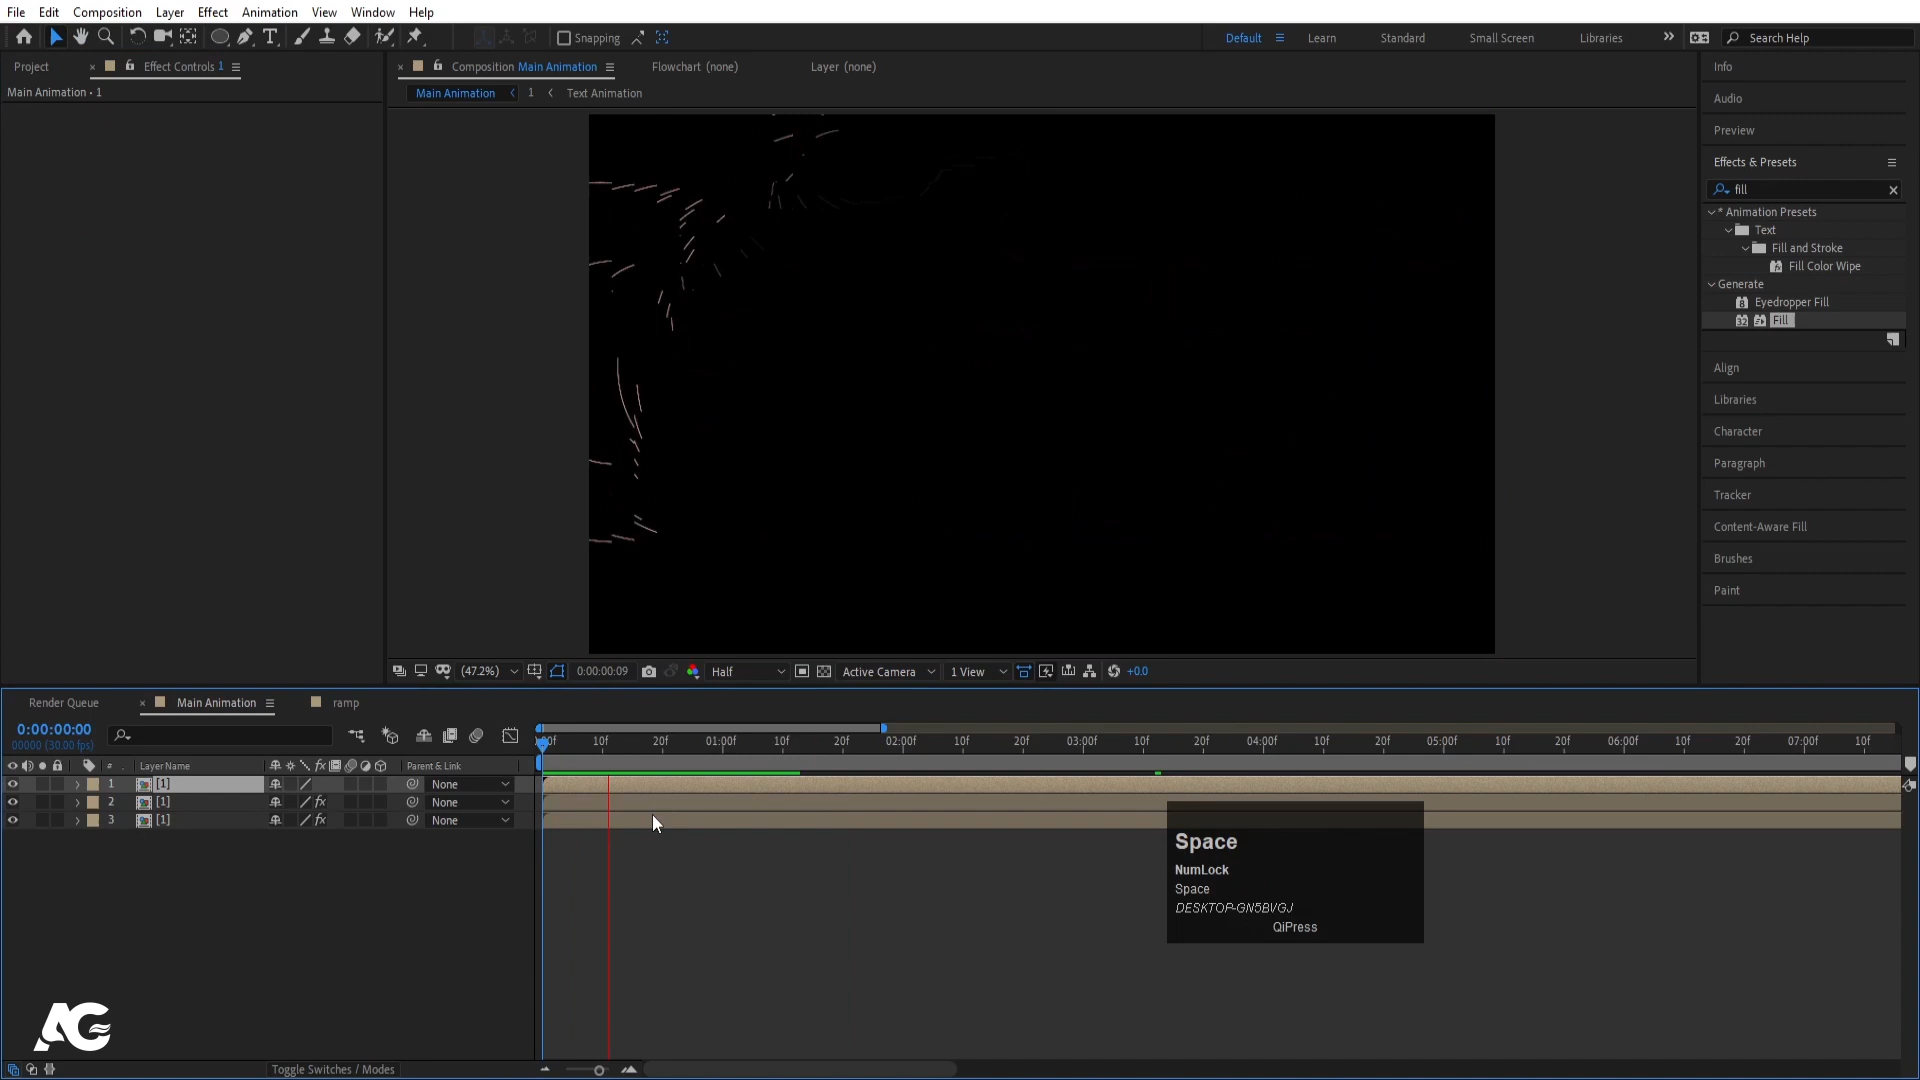 File Edit Composition Layer Effect Animation View Window Help
Snapping
Default Learn Standard Small Screen Libraries Search Help
Project Effect Controls 1
Main Animation • 1
Composition Main Animation Flowchart (none) Layer (none)
Main Animation 1 Text Animation
Info
Audio
Preview
Effects & Presets
fill
* Animation Presets
Text
Fill and Stroke
Fill Color Wipe
Generate
Eyedropper Fill
Fill
Align
Libraries
Character
Paragraph
Tracker
Content-Aware Fill
Brushes
Paint
(47.2%) 0:00:00:09 Half Active Camera 1 View +0.0
Render Queue Main Animation ramp
0:00:00:00
00000 (30.00 fps)
10f 20f 01:00f 10f 20f 02:00f 10f 20f 03:00f 10f 20f 04:00f 10f 20f 05:00f 10f 20f 06:00f 10f 20f 07:00f 10f
# Layer Name Parent & Link
1 [1] None
2 [1] None
3 [1] None
Space
NumLock
Space
DESKTOP-GN5BVGJ
QiPress
AG
Toggle Switches / Modes